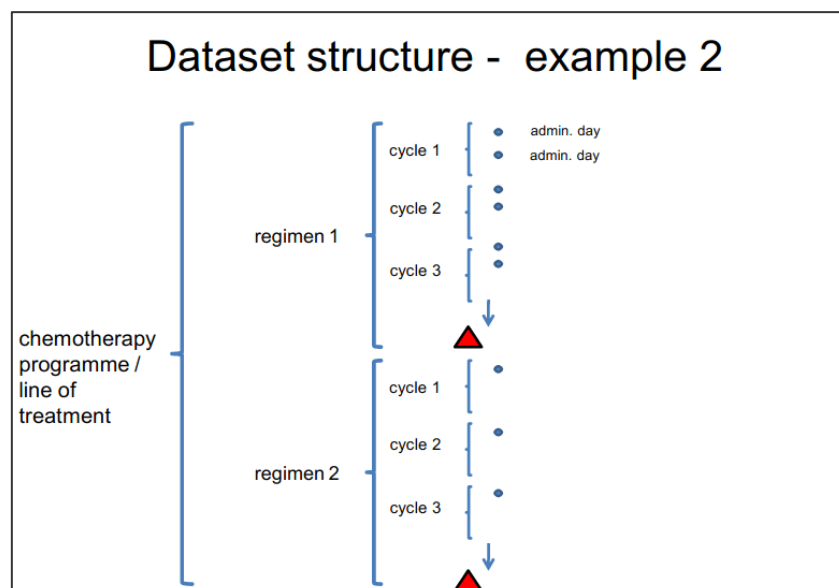 Dataset structure -  example 2
cycle 1
admin. day
admin. day
cycle 2
regimen 1
cycle 3
chemotherapy
programme /
line of
treatment
cycle 1
cycle 2
regimen 2
cycle 3